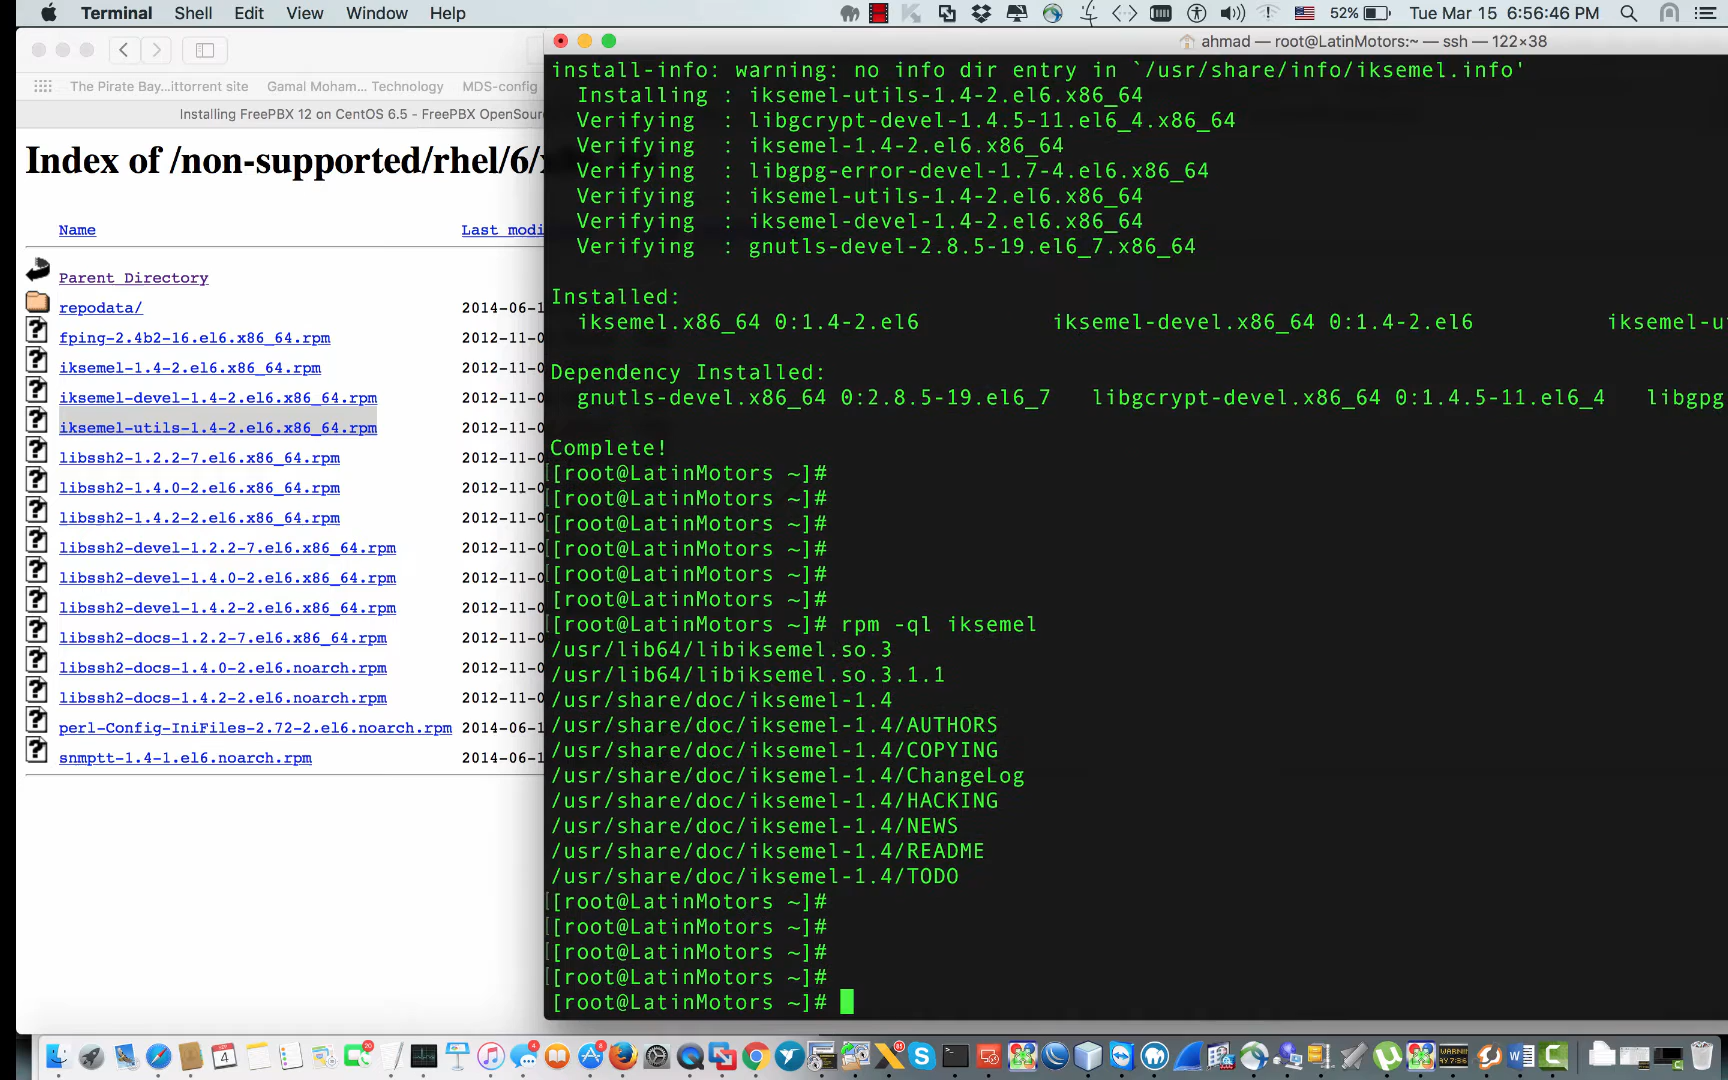 Terminal Shell Edit View Window Help 52% Tue Mar 15 6:56:46 PM
The Pirate Bay...ittorrent site Gamal Moham... Technology MDS-config
Installing FreePBX 12 on CentOS 6.5 - FreePBX OpenSour
Index of /non-supported/rhel/6/
Name Last modi
Parent Directory
repodata/ 2014-06-1
fping-2.4b2-16.el6.x86_64.rpm 2012-11-0
iksemel-1.4-2.el6.x86_64.rpm 2012-11-0
iksemel-devel-1.4-2.el6.x86_64.rpm 2012-11-0
iksemel-utils-1.4-2.el6.x86_64.rpm 2012-11-0
libssh2-1.2.2-7.el6.x86_64.rpm 2012-11-0
libssh2-1.4.0-2.el6.x86_64.rpm 2012-11-0
libssh2-1.4.2-2.el6.x86_64.rpm 2012-11-0
libssh2-devel-1.2.2-7.el6.x86_64.rpm 2012-11-0
libssh2-devel-1.4.0-2.el6.x86_64.rpm 2012-11-0
libssh2-devel-1.4.2-2.el6.x86_64.rpm 2012-11-0
libssh2-docs-1.2.2-7.el6.x86_64.rpm 2012-11-0
libssh2-docs-1.4.0-2.el6.noarch.rpm 2012-11-0
libssh2-docs-1.4.2-2.el6.noarch.rpm 2012-11-0
perl-Config-IniFiles-2.72-2.el6.noarch.rpm 2014-06-1
snmptt-1.4-1.el6.noarch.rpm 2014-06-1
ahmad — root@LatinMotors:~ — ssh — 122×38
install-info: warning: no info dir entry in `/usr/share/info/iksemel.info'
Installing : iksemel-utils-1.4-2.el6.x86_64
Verifying : libgcrypt-devel-1.4.5-11.el6_4.x86_64
Verifying : iksemel-1.4-2.el6.x86_64
Verifying : libgpg-error-devel-1.7-4.el6.x86_64
Verifying : iksemel-utils-1.4-2.el6.x86_64
Verifying : iksemel-devel-1.4-2.el6.x86_64
Verifying : gnutls-devel-2.8.5-19.el6_7.x86_64
Installed:
iksemel.x86_64 0:1.4-2.el6 iksemel-devel.x86_64 0:1.4-2.el6 iksemel-u
Dependency Installed:
gnutls-devel.x86_64 0:2.8.5-19.el6_7 libgcrypt-devel.x86_64 0:1.4.5-11.el6_4 libgpg
Complete!
[root@LatinMotors ~]#
[root@LatinMotors ~]#
[root@LatinMotors ~]#
[root@LatinMotors ~]#
[root@LatinMotors ~]#
[root@LatinMotors ~]#
[root@LatinMotors ~]# rpm -ql iksemel
/usr/lib64/libiksemel.so.3
/usr/lib64/libiksemel.so.3.1.1
/usr/share/doc/iksemel-1.4
/usr/share/doc/iksemel-1.4/AUTHORS
/usr/share/doc/iksemel-1.4/COPYING
/usr/share/doc/iksemel-1.4/ChangeLog
/usr/share/doc/iksemel-1.4/HACKING
/usr/share/doc/iksemel-1.4/NEWS
/usr/share/doc/iksemel-1.4/README
/usr/share/doc/iksemel-1.4/TODO
[root@LatinMotors ~]#
[root@LatinMotors ~]#
[root@LatinMotors ~]#
[root@LatinMotors ~]#
[root@LatinMotors ~]#